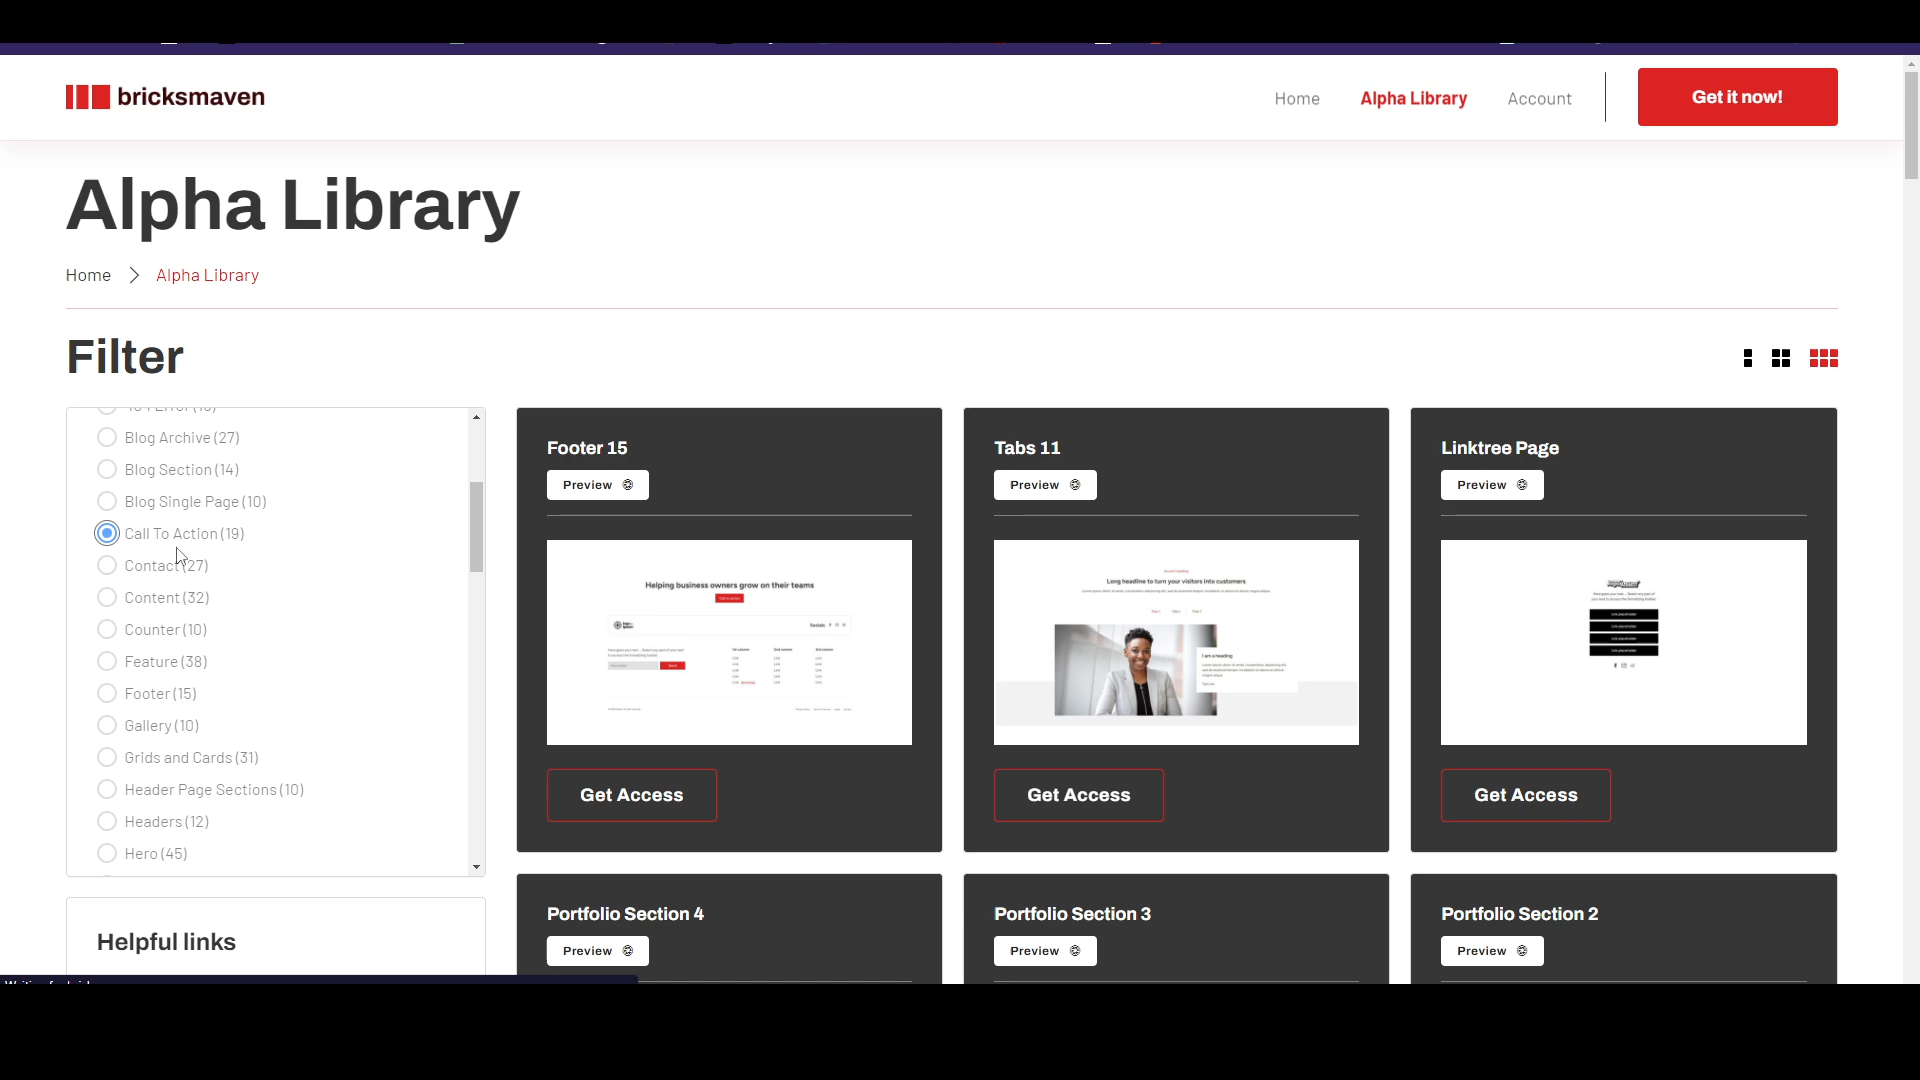 bricksmaven
Home
Alpha Library
Account
Get it now!
Alpha Library
Home
Alpha Library
Filter
Blog Archive (27)
Blog Section (14)
Blog Single Page (10)
Call To Action (19)
Contact (27)
Content (32)
Counter (10)
Feature (38)
Footer (15)
Gallery (10)
Grids and Cards (31)
Header Page Sections (10)
Headers (12)
Hero (45)
Helpful links
Footer 15
Preview
Helping business owners grow on their teams
Get Access
Tabs 11
Preview
Long headline to turn your visitors into customers
I am a heading
Get Access
Linktree Page
Preview
Get Access
Portfolio Section 4
Preview
Portfolio Section 3
Preview
Portfolio Section 2
Preview